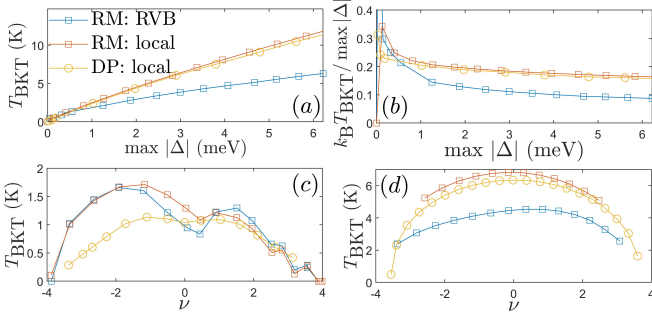 T_BKT (K)
10
5
0
RM: RVB
RM: local
DP: local
(a)
0 1 2 3 4 5 6
max |Δ| (meV)
k_B T_BKT / max |Δ|
0.4
0.3
0.2
0.1
0
(b)
0 1 2 3 4 5 6
max |Δ| (meV)
T_BKT (K)
2
1.5
1
0.5
0
(c)
-4 -2 0 2 4
ν
T_BKT (K)
6
4
2
0
(d)
-4 -2 0 2 4
ν